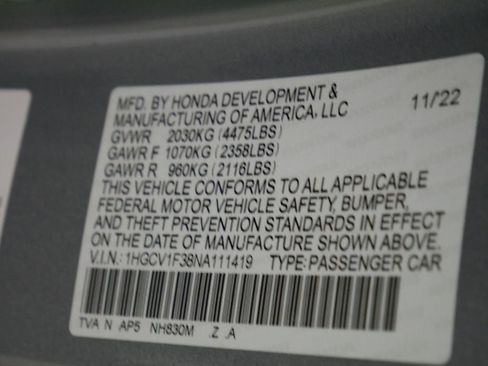 MFD. BY HONDA DEVELOPMENT & 11/22
MANUFACTURING OF AMERICA, LLC
GVWR 2030KG (4475LBS)
GAWR F 1070KG (2358LBS)
GAWR R 960KG (2116LBS)
THIS VEHICLE CONFORMS TO ALL APPLICABLE
FEDERAL MOTOR VEHICLE SAFETY, BUMPER,
AND THEFT PREVENTION STANDARDS IN EFFECT
ON THE DATE OF MANUFACTURE SHOWN ABOVE.
V.I.N.: 1HGCV1F38NA111419 TYPE:PASSENGER CAR
TVA N AP5 NH830M .Z .A